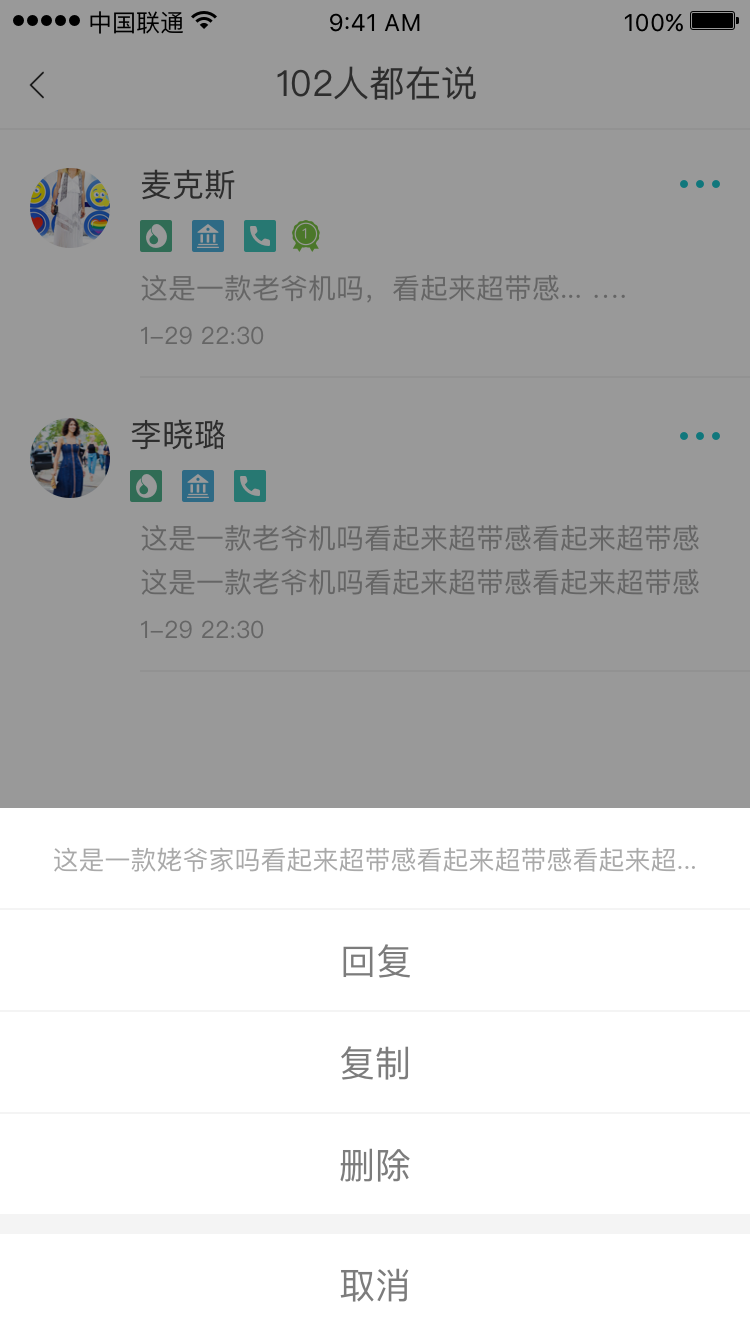 中国联通 9:41 AM 100%
102人都在说
麦克斯
1
这是一款老爷机吗，看起来超带感... ....
1-29 22:30
李晓璐
这是一款老爷机吗看起来超带感看起来超带感
这是一款老爷机吗看起来超带感看起来超带感
1-29 22:30
这是一款姥爷家吗看起来超带感看起来超带感看起来超...
回复
复制
删除
取消